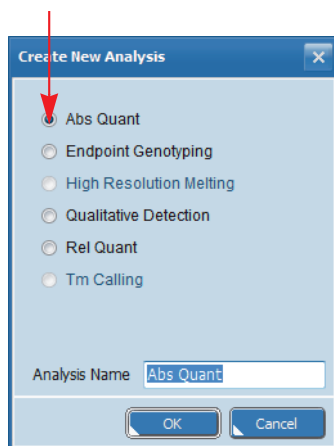 Create New Analysis
Abs Quant
Endpoint Genotyping
High Resolution Melting
Qualitative Detection
Rel Quant
Tm Calling
Analysis Name Abs Quant
OK Cancel